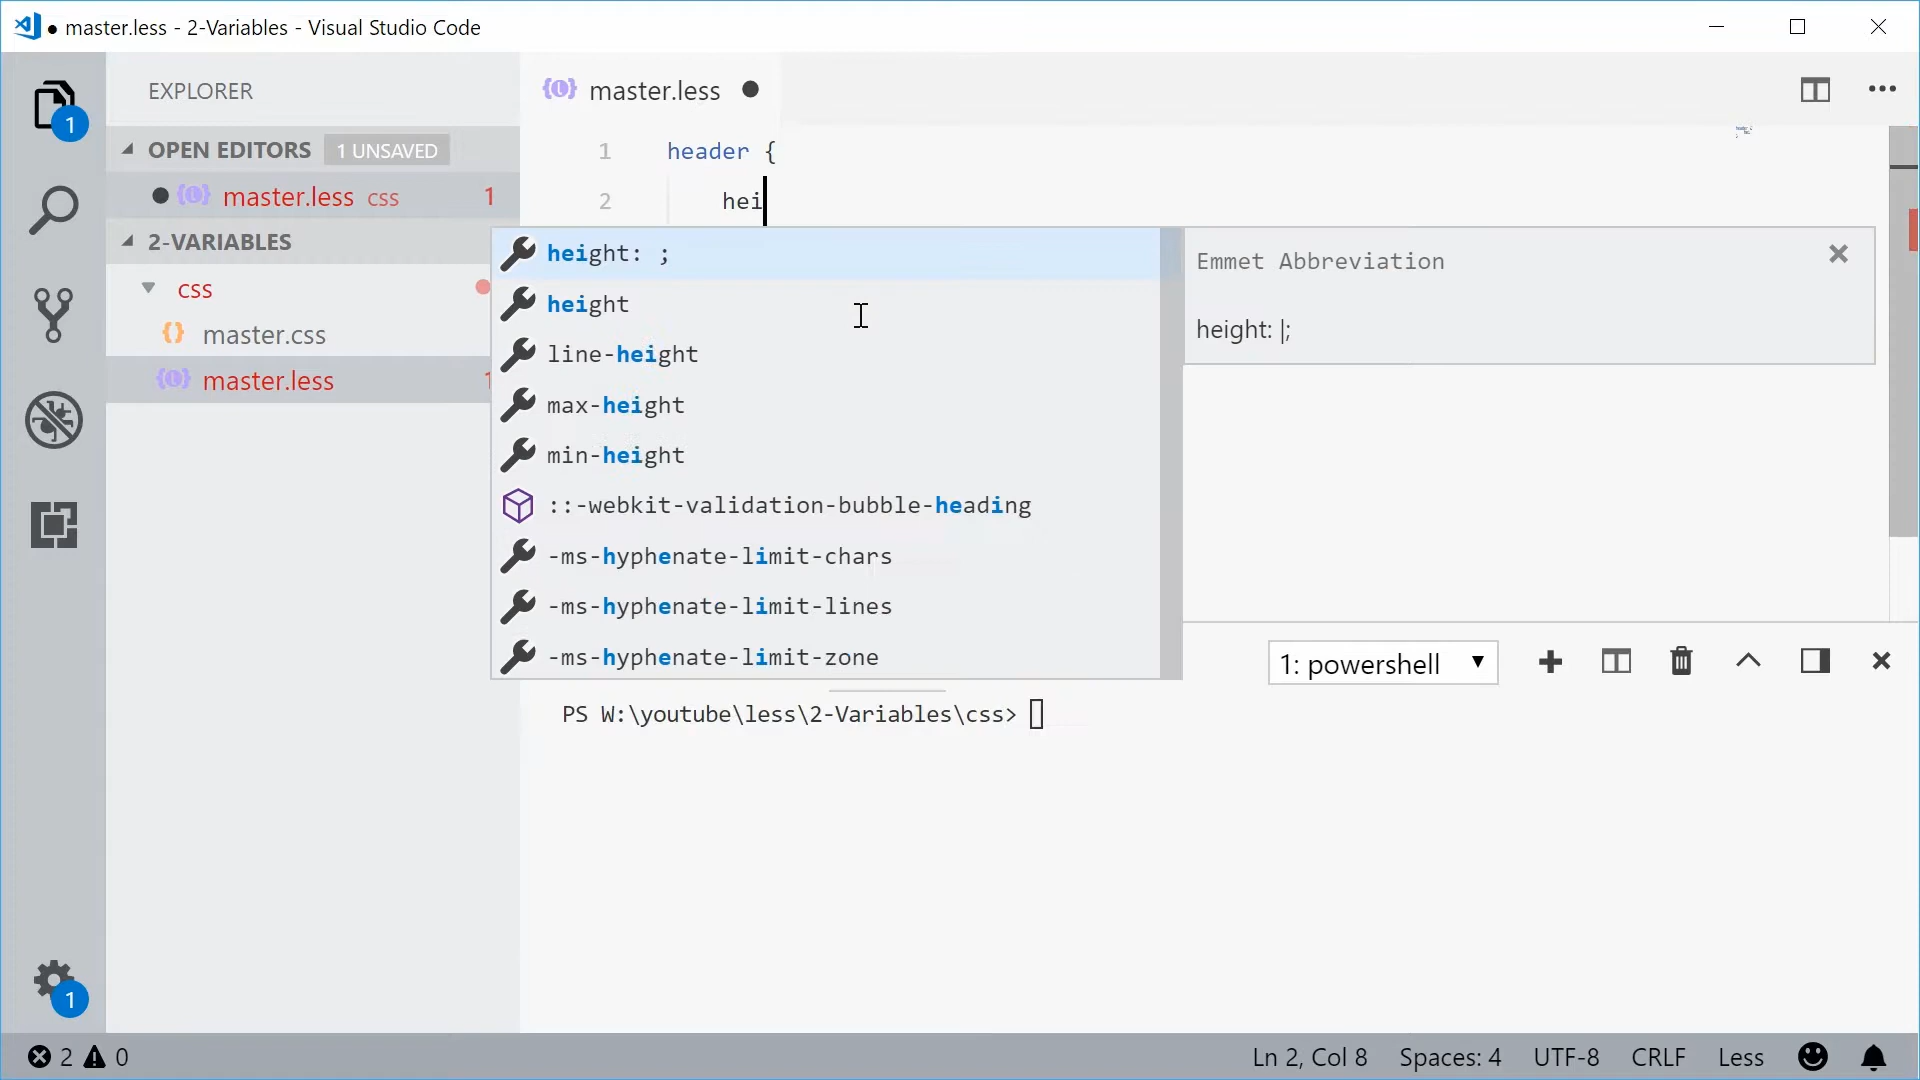 ● master.less - 2-Variables - Visual Studio Code
EXPLORER
OPEN EDITORS 1 UNSAVED
master.less css 1
2-VARIABLES
css
master.css
master.less 1
1
1
master.less
1 header {
2 hei
height: ;
height
line-height
max-height
min-height
::-webkit-validation-bubble-heading
-ms-hyphenate-limit-chars
-ms-hyphenate-limit-lines
-ms-hyphenate-limit-zone
Emmet Abbreviation
height: |;
1: powershell
PS W:\youtube\less\2-Variables\css>
2 0
Ln 2, Col 8 Spaces: 4 UTF-8 CRLF Less